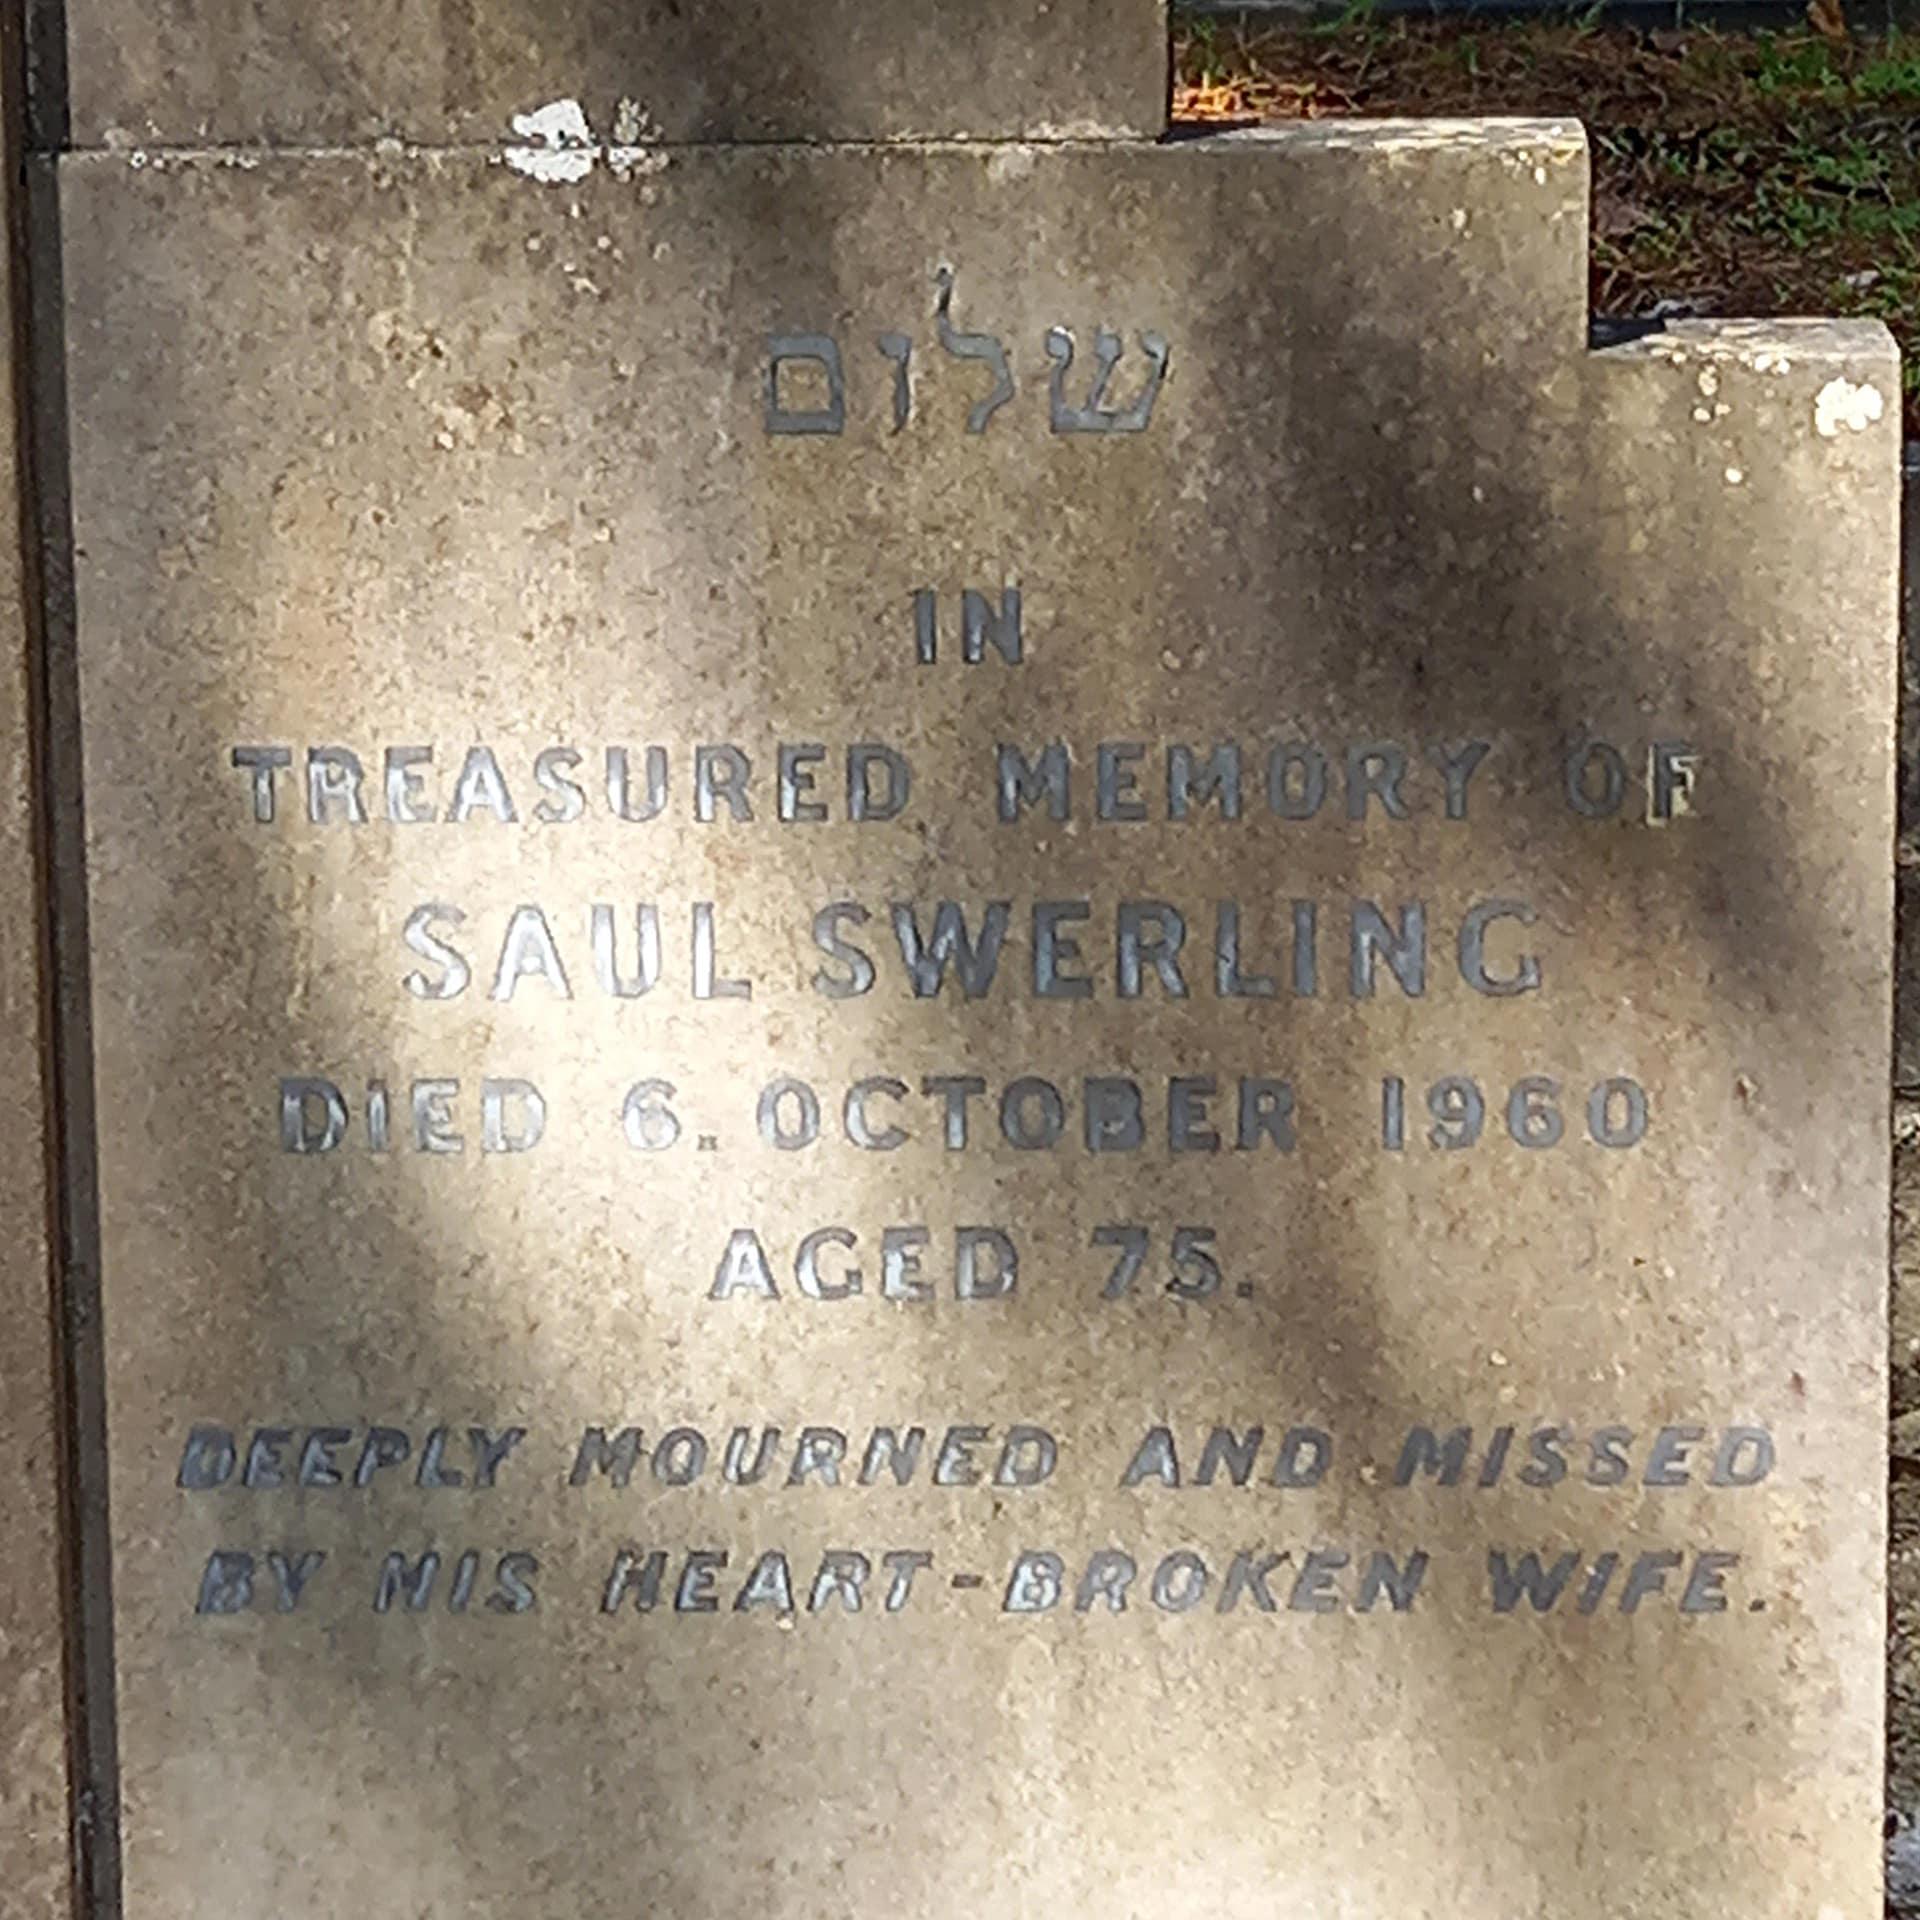 שלום
IN
TREASURED MEMORY OF
SAUL SWERLING
DIED 6. OCTOBER 1960
AGED 75.
DEEPLY MOURNED AND MISSED
BY HIS HEART-BROKEN WIFE.